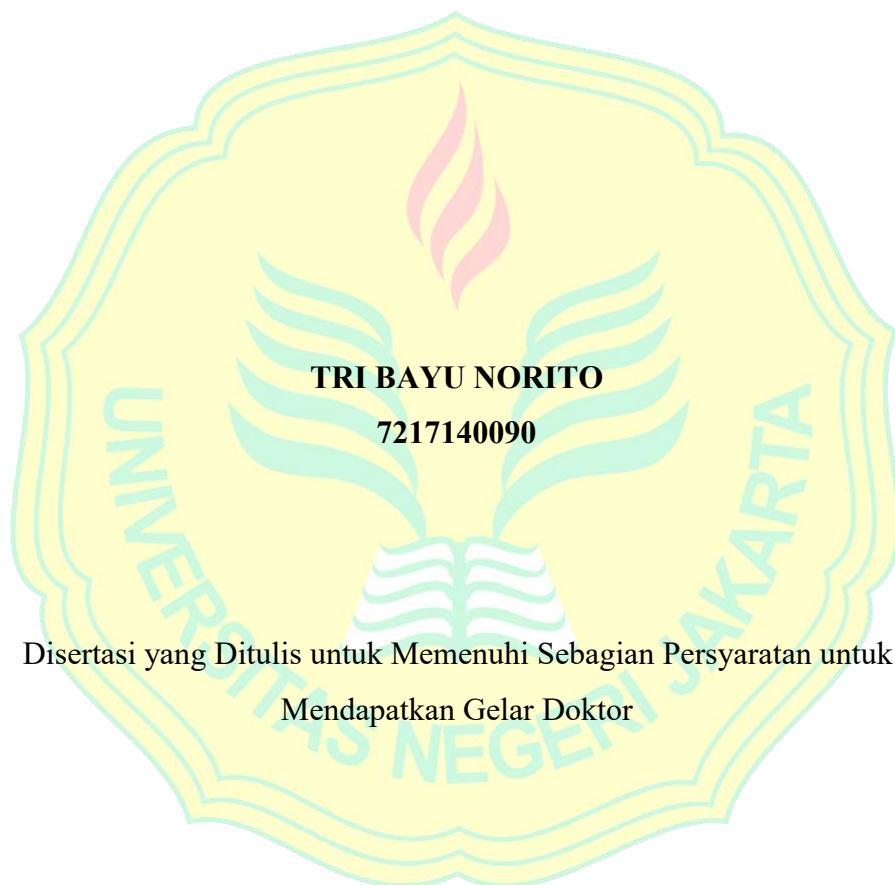 TRI BAYU NORITO
7217140090
Disertasi yang Ditulis untuk Memenuhi Sebagian Persyaratan untuk
Mendapatkan Gelar Doktor
UNIVERSITAS NEGERI JAKARTA